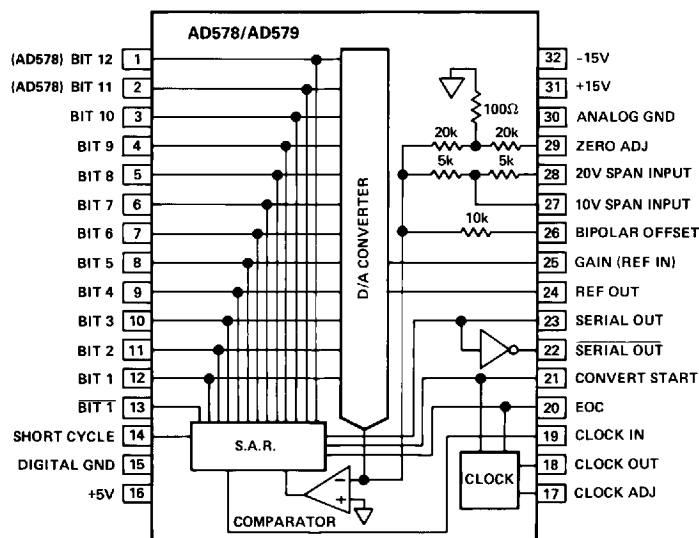 AD578/AD579
(AD578) BIT 12 1
(AD578) BIT 11 2
BIT 10 3
BIT 9 4
BIT 8 5
BIT 7 6
BIT 6 7
BIT 5 8
BIT 4 9
BIT 3 10
BIT 2 11
BIT 1 12
BIT 1 13
SHORT CYCLE 14
DIGITAL GND 15
+5V 16
D/A CONVERTER
S.A.R.
COMPARATOR
−
+
100Ω
20k 20k
5k 5k
10k
CLOCK
32 -15V
31 +15V
30 ANALOG GND
29 ZERO ADJ
28 20V SPAN INPUT
27 10V SPAN INPUT
26 BIPOLAR OFFSET
25 GAIN (REF IN)
24 REF OUT
23 SERIAL OUT
22 SERIAL OUT
21 CONVERT START
20 EOC
19 CLOCK IN
18 CLOCK OUT
17 CLOCK ADJ